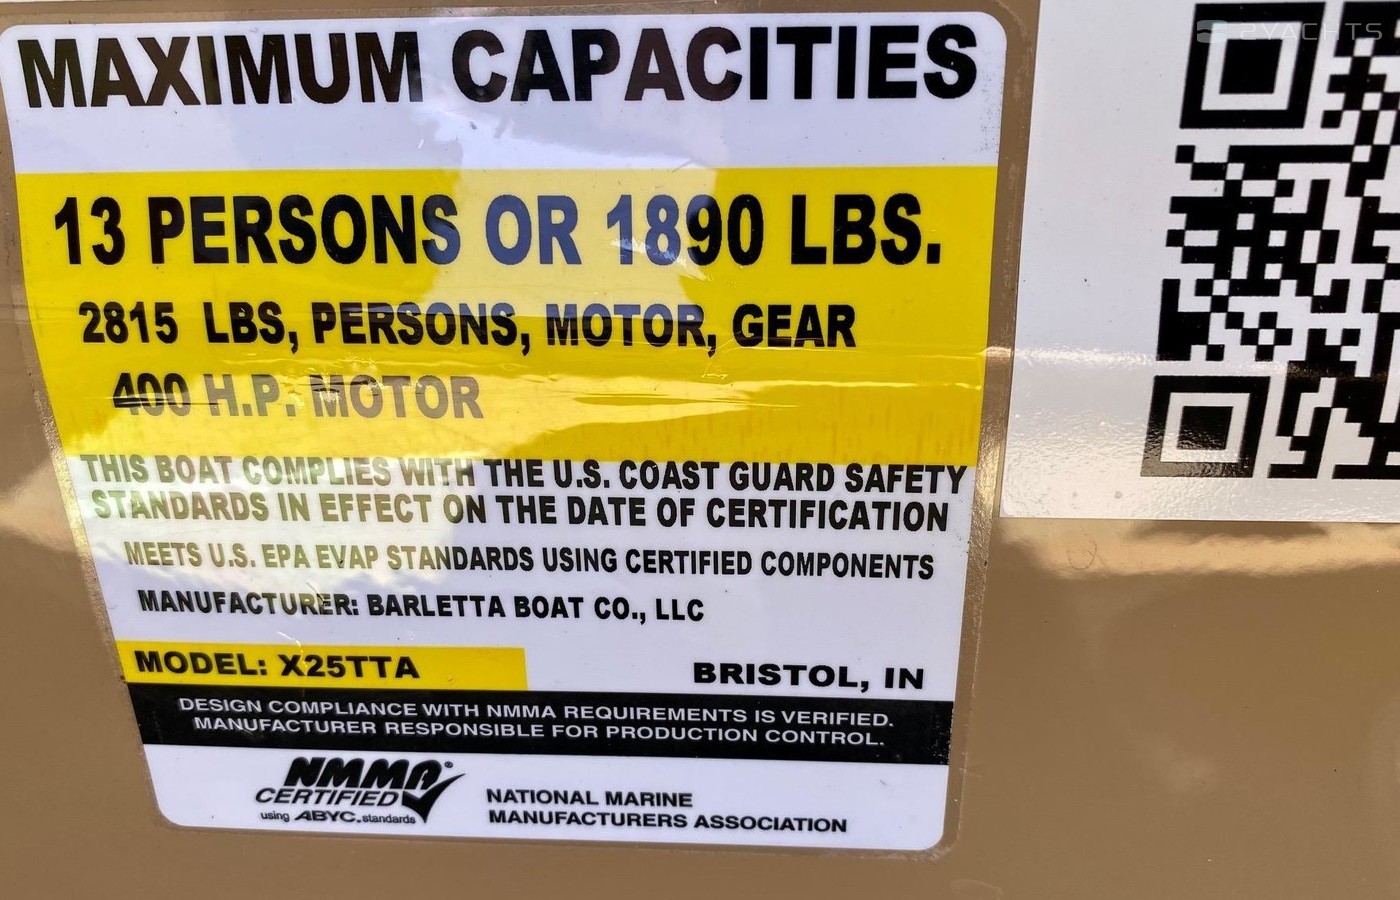 MAXIMUM CAPACITIES
13 PERSONS OR 1890 LBS.
2815 LBS, PERSONS, MOTOR, GEAR
400 H.P. MOTOR
THIS BOAT COMPLIES WITH THE U.S. COAST GUARD SAFETY
STANDARDS IN EFFECT ON THE DATE OF CERTIFICATION
MEETS U.S. EPA EVAP STANDARDS USING CERTIFIED COMPONENTS
MANUFACTURER: BARLETTA BOAT CO., LLC
MODEL: X25TTA
BRISTOL, IN
DESIGN COMPLIANCE WITH NMMA REQUIREMENTS IS VERIFIED.
MANUFACTURER RESPONSIBLE FOR PRODUCTION CONTROL.
NMMA®
CERTIFIED
using ABYC. standards
NATIONAL MARINE
MANUFACTURERS ASSOCIATION
2YACHTS